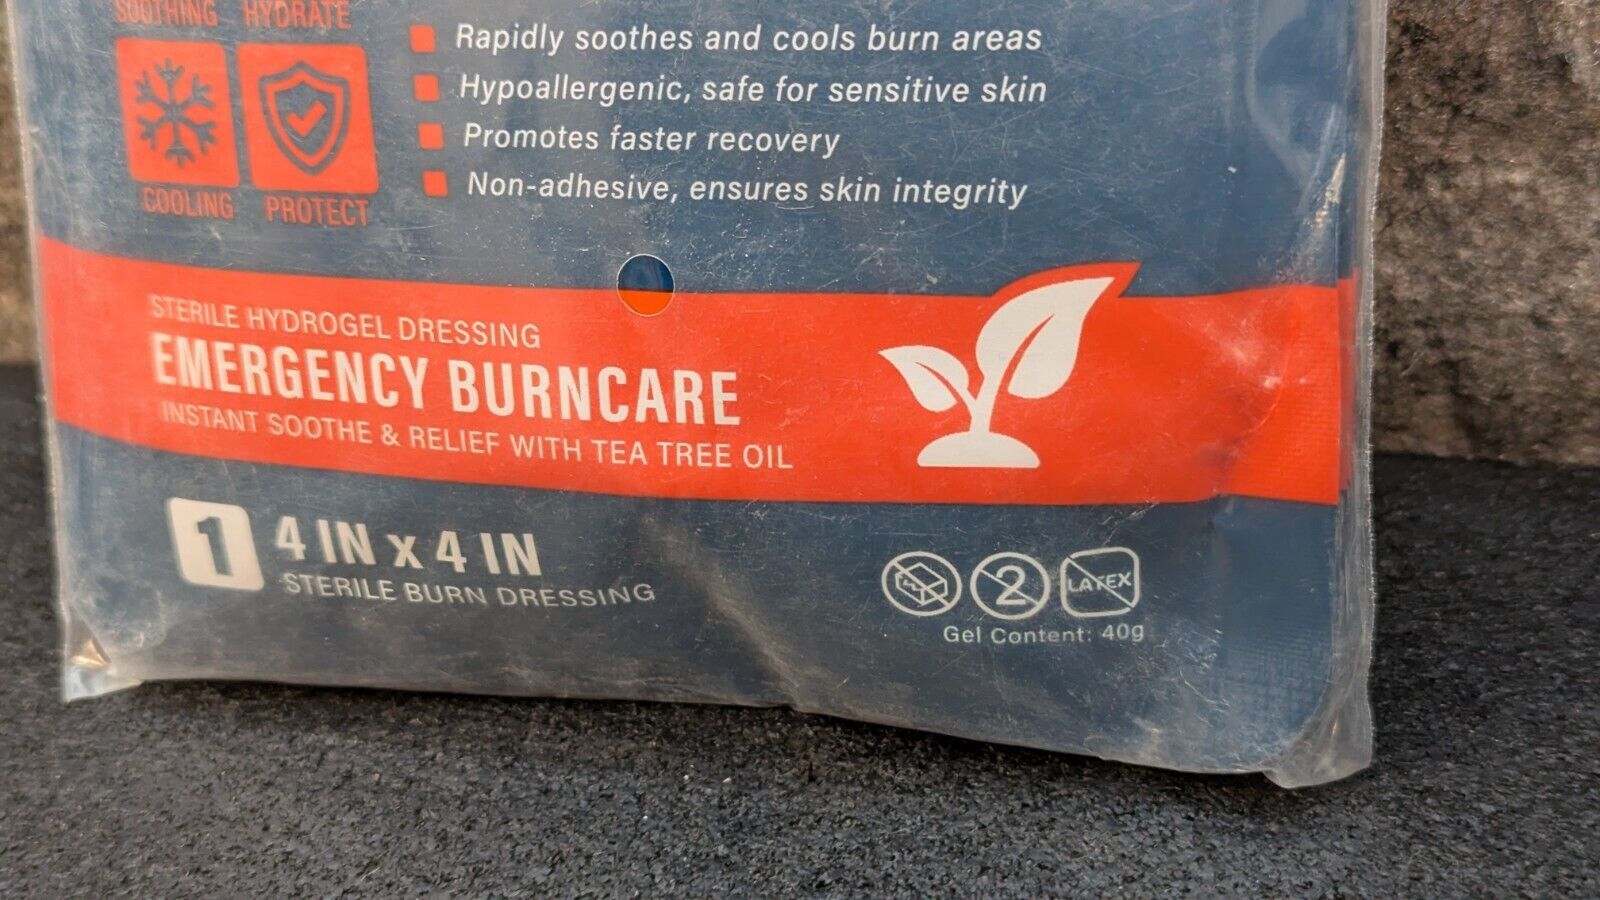 SOOTHING HYDRATE
COOLING PROTECT
Rapidly soothes and cools burn areas
Hypoallergenic, safe for sensitive skin
Promotes faster recovery
Non-adhesive, ensures skin integrity
STERILE HYDROGEL DRESSING
EMERGENCY BURNCARE
INSTANT SOOTHE & RELIEF WITH TEA TREE OIL
1 4 IN x 4 IN
STERILE BURN DRESSING
2 LATEX
Gel Content: 40g